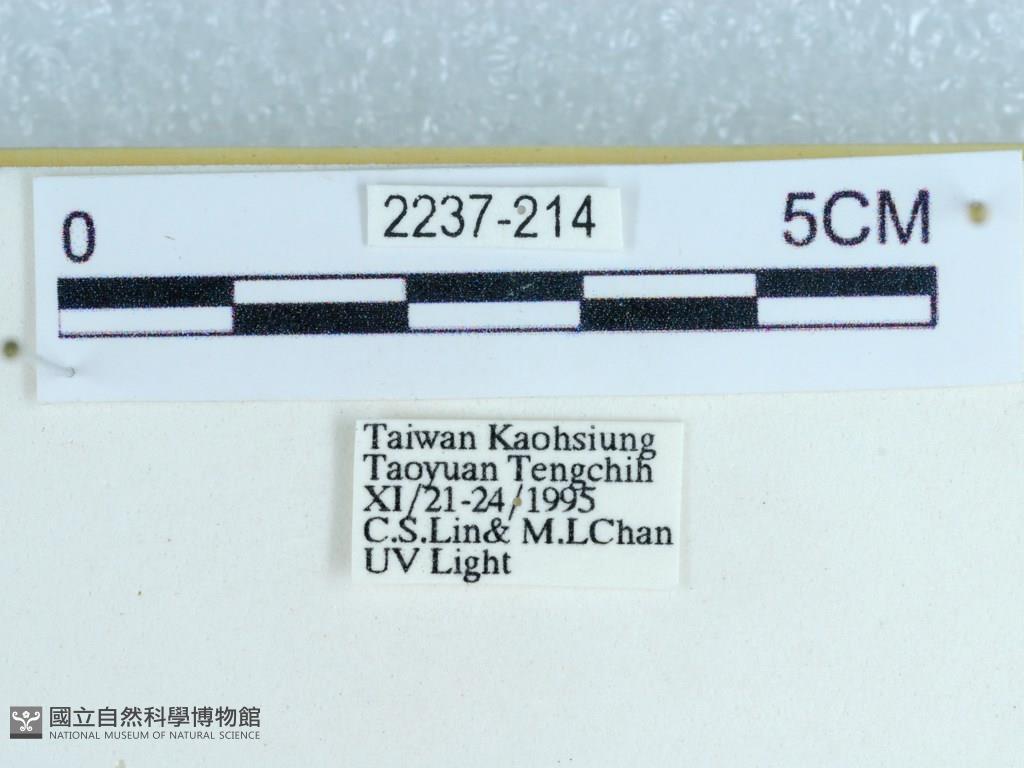 0
2237-214
5CM
Taiwan Kaohsiung
Taoyuan Tengchih
XI/21-24/1995
C.S.Lin& M.LChan
UV Light
國立自然科學博物館
NATIONAL MUSEUM OF NATURAL SCIENCE